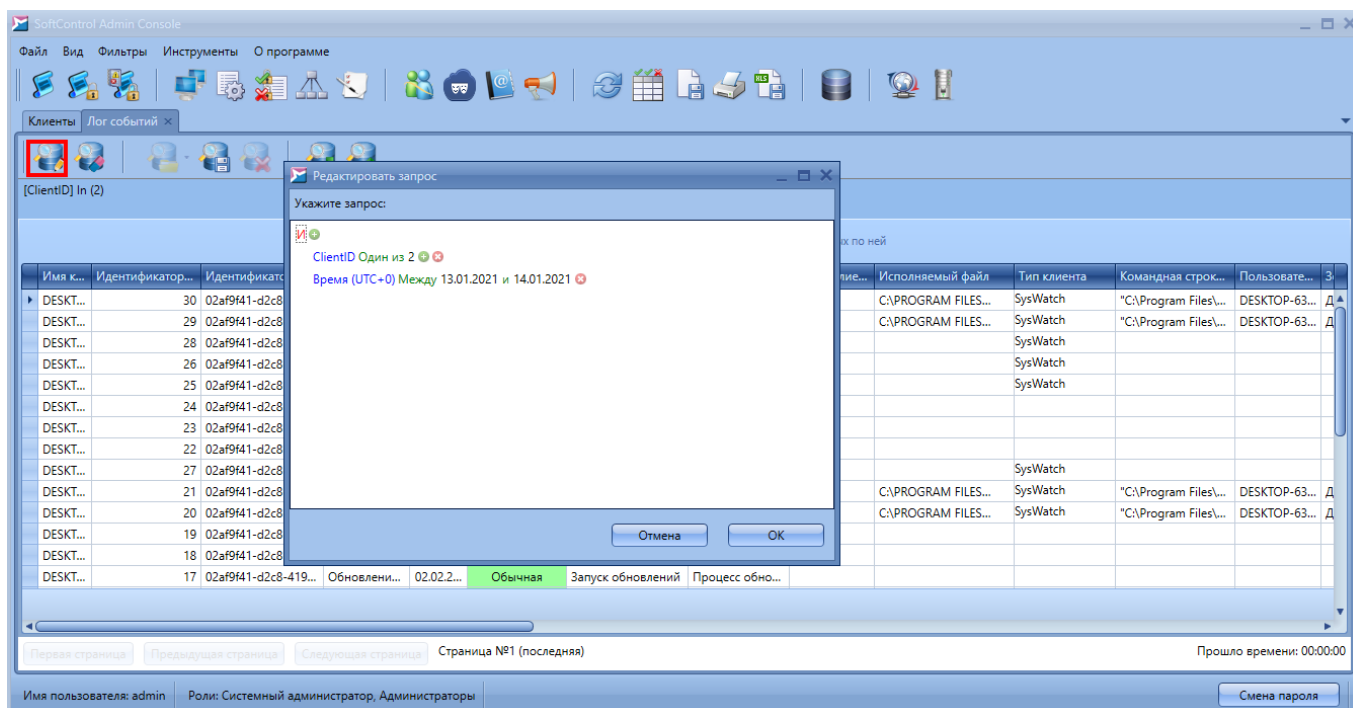 SoftControl Admin Console
Файл Вид Фильтры Инструменты О программе
Клиенты Лог событий
[ClientID] In (2)
Редактировать запрос
Укажите запрос:
И
ClientID Один из 2
Время (UTC+0) Между 13.01.2021 и 14.01.2021
Отмена OK
по ней
Имя к... Идентификатор... Исполняемый файл Тип клиента Командная строк... Пользовате...
DESKT... 30 02af9f41-d2c8 C:\PROGRAM FILES... SysWatch "C:\Program Files\... DESKTOP-63...
DESKT... 29 02af9f41-d2c8 C:\PROGRAM FILES... SysWatch "C:\Program Files\... DESKTOP-63...
DESKT... 28 02af9f41-d2c8 SysWatch
DESKT... 26 02af9f41-d2c8 SysWatch
DESKT... 25 02af9f41-d2c8 SysWatch
DESKT... 24 02af9f41-d2c8
DESKT... 23 02af9f41-d2c8
DESKT... 22 02af9f41-d2c8
DESKT... 27 02af9f41-d2c8 SysWatch
DESKT... 21 02af9f41-d2c8 C:\PROGRAM FILES... SysWatch "C:\Program Files\... DESKTOP-63...
DESKT... 20 02af9f41-d2c8 C:\PROGRAM FILES... SysWatch "C:\Program Files\... DESKTOP-63...
DESKT... 19 02af9f41-d2c8
DESKT... 18 02af9f41-d2c8
DESKT... 17 02af9f41-d2c8-419... Обновлени... 02.02.2... Обычная Запуск обновлений Процесс обно...
Первая страница Предыдущая страница Следующая страница Страница №1 (последняя) Прошло времени: 00:00:00
Имя пользователя: admin Роли: Системный администратор, Администраторы Смена пароля